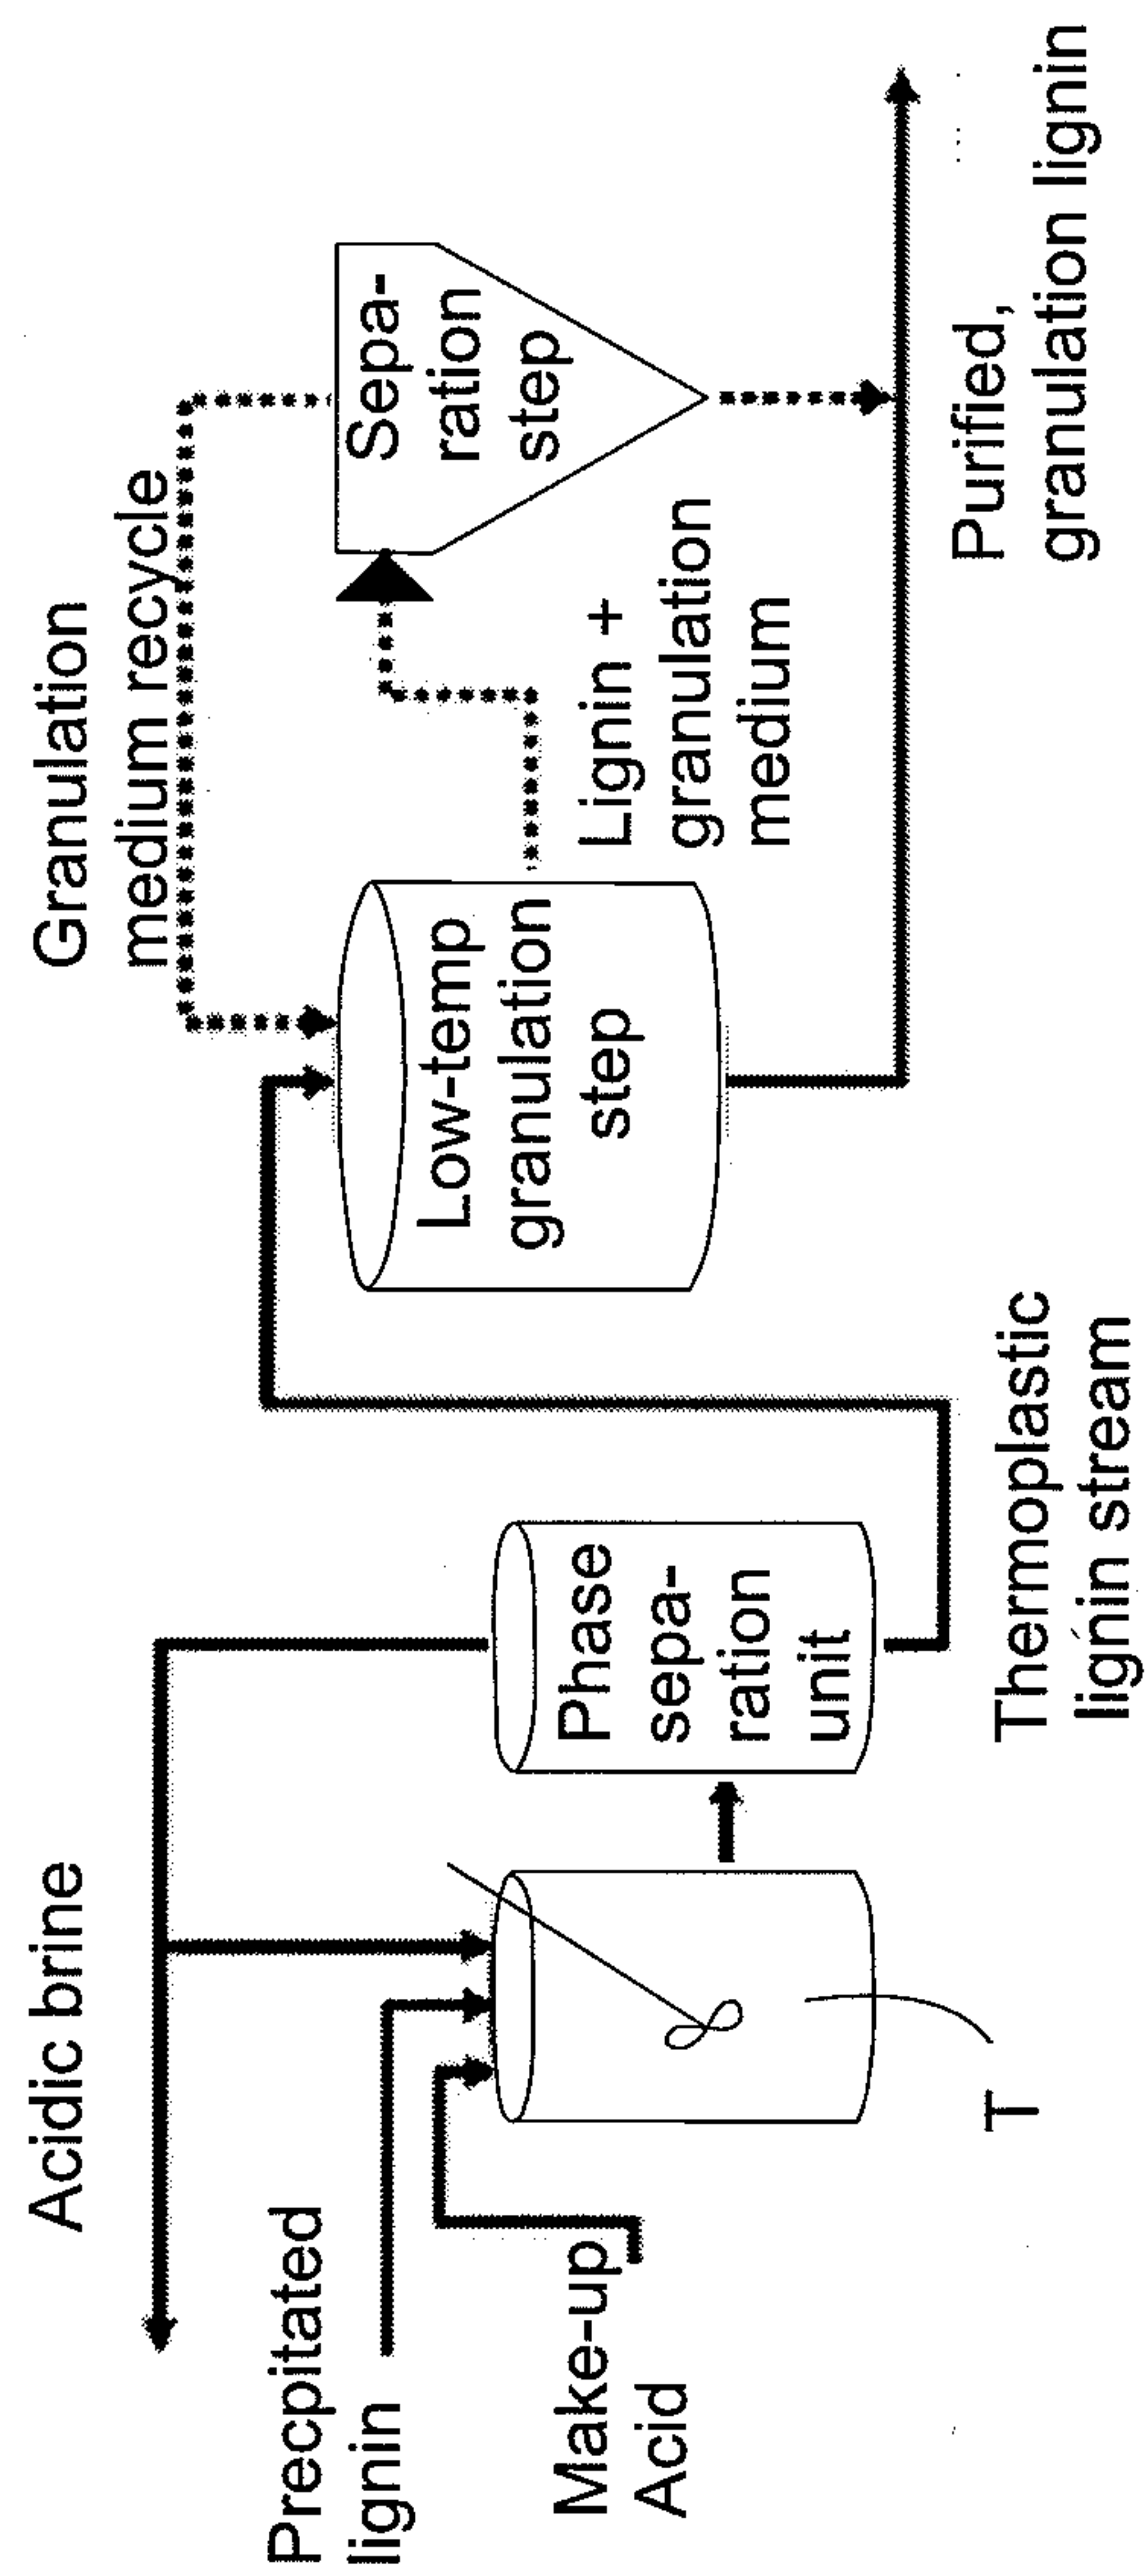 Acidic brine
Precpitated
lignin
Make-up
Acid
T
Phase
sepa-
ration
unit
Thermoplastic
lignin stream
Granulation
medium recycle
Low-temp
granulation
step
Lignin +
granulation
medium
Sepa-
ration
step
Purified,
granulation lignin